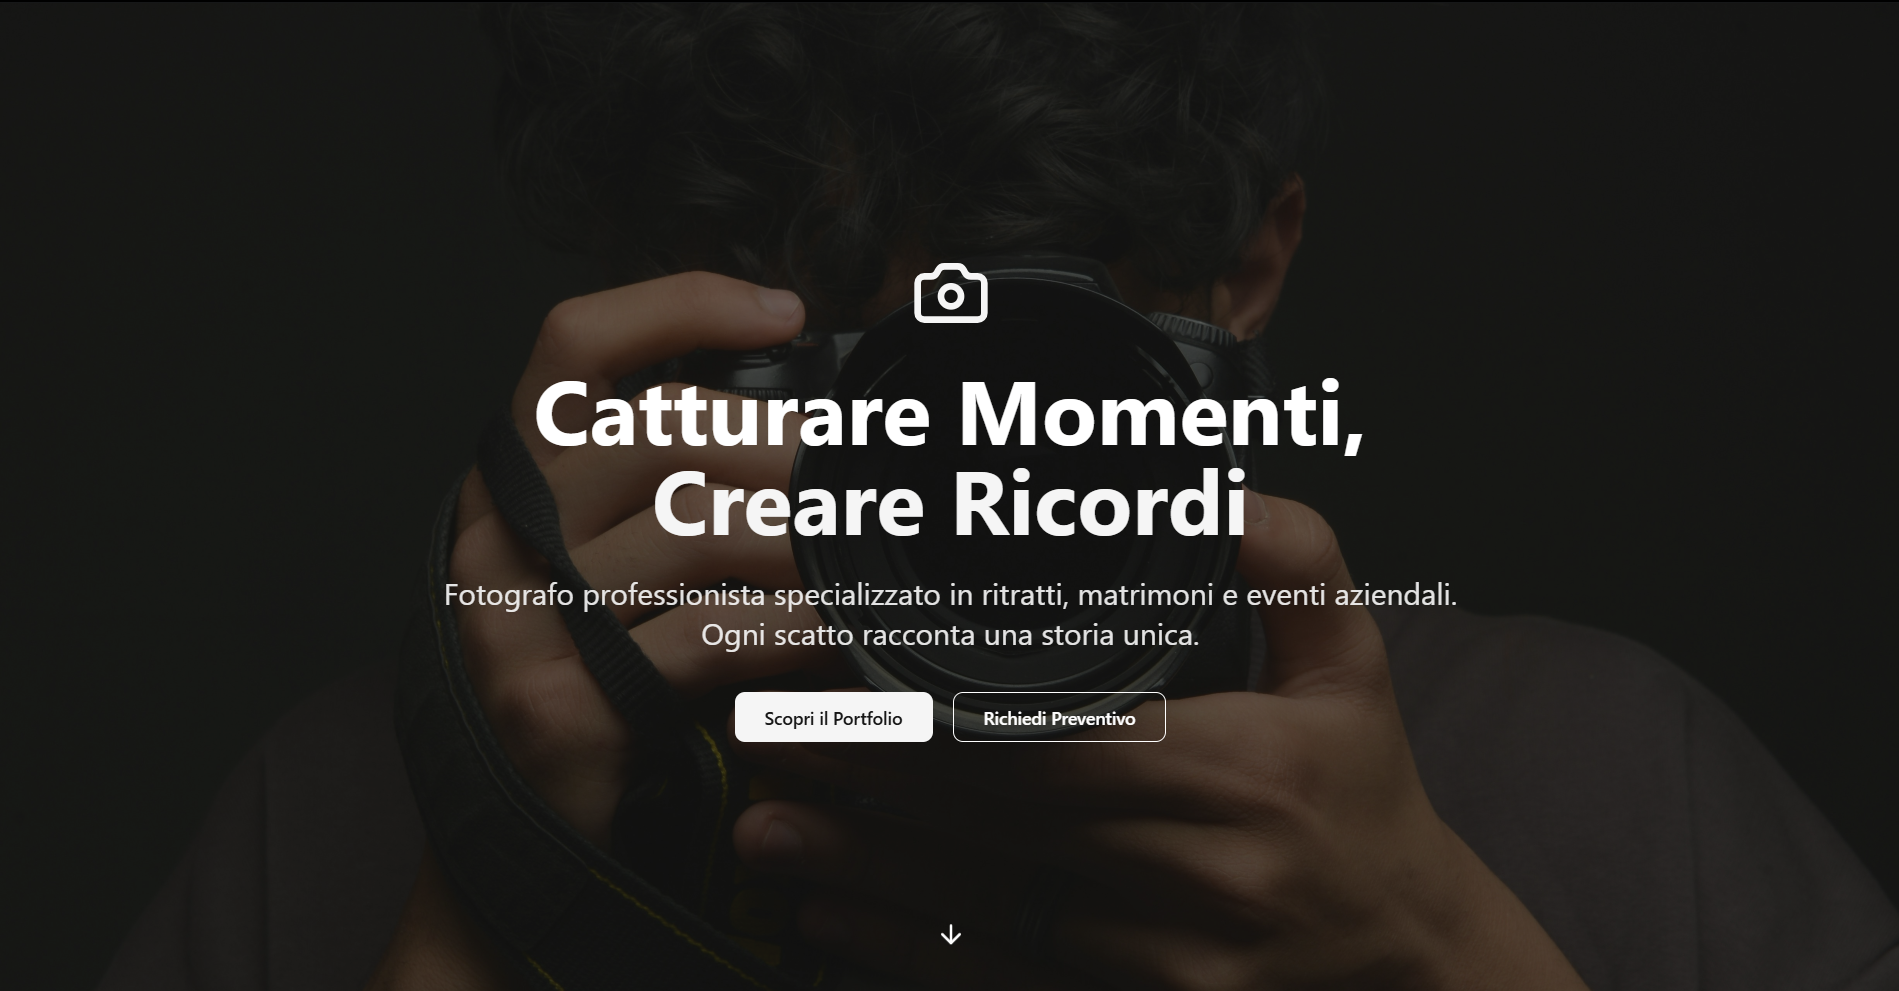 Catturare Momenti,
Creare Ricordi
Fotografo professionista specializzato in ritratti, matrimoni e eventi aziendali.
Ogni scatto racconta una storia unica.
Scopri il Portfolio
Richiedi Preventivo